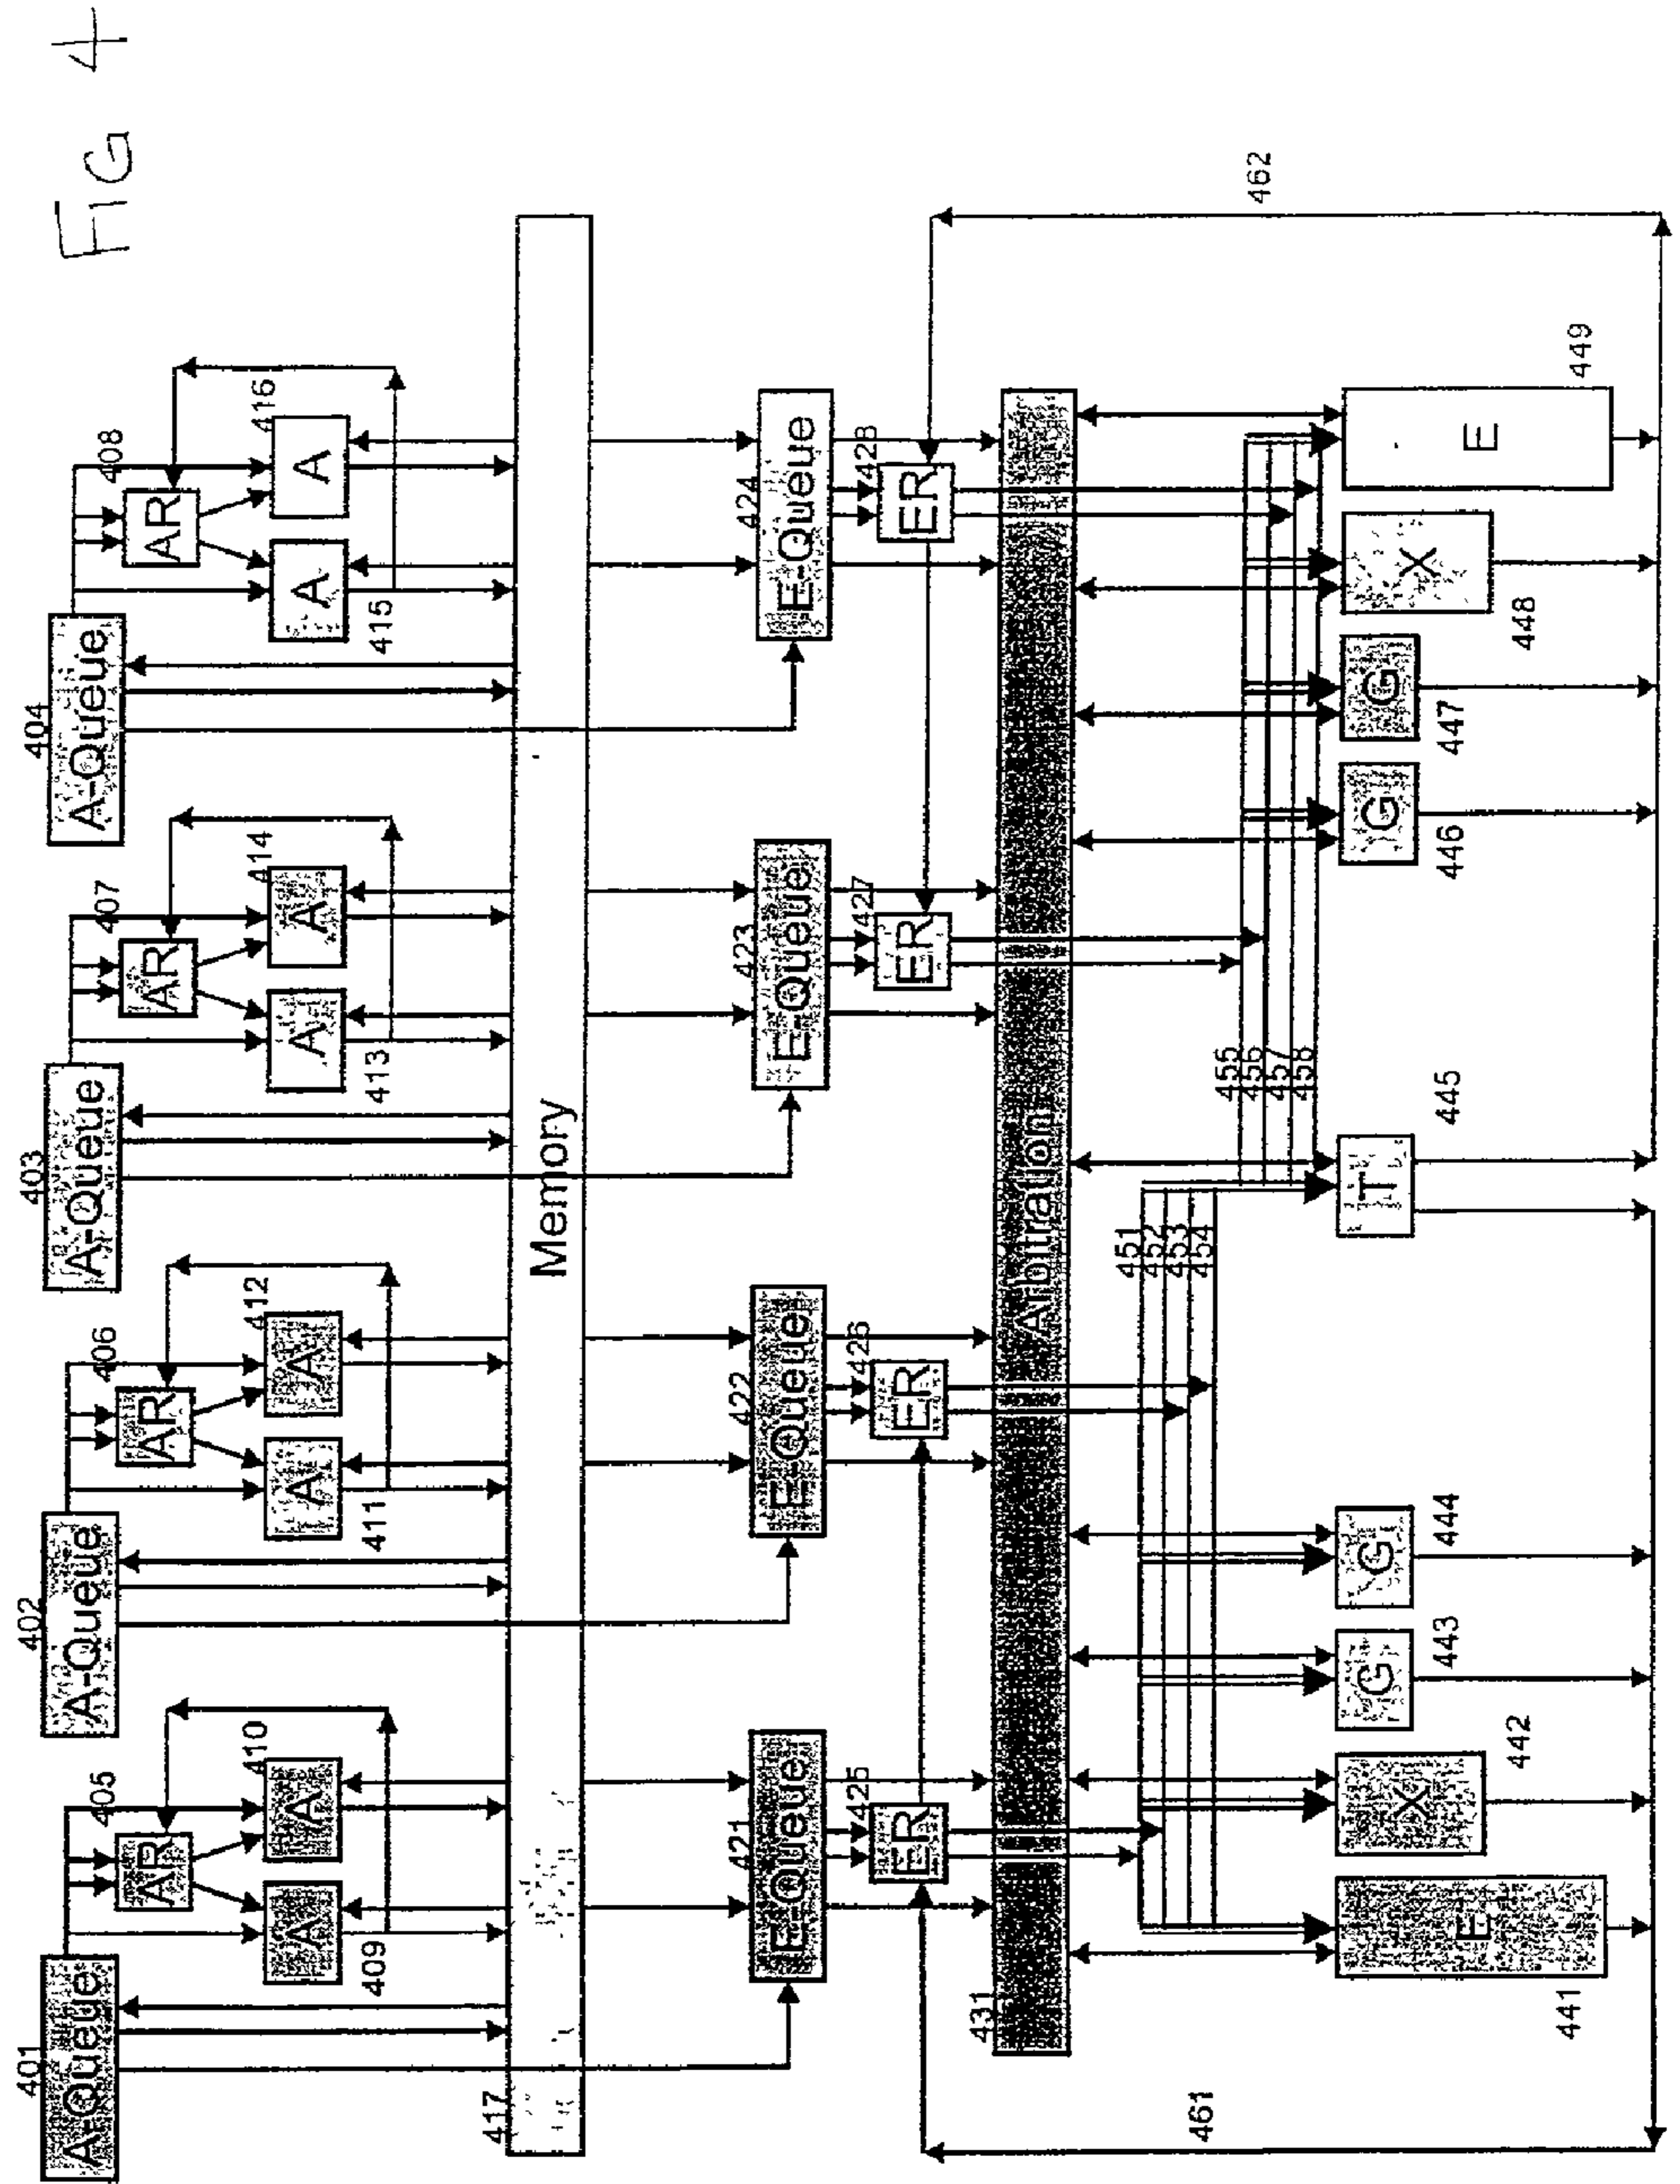 FIG 4
401
A-Queue
402
A-Queue
403
A-Queue
404
A-Queue
405
AR
406
AR
407
AR
408
AR
409
A
410
A
411
A
412
A
413
A
414
A
415
A
416
A
417
Memory
421
E-Queue
422
E-Queue
423
E-Queue
424
E-Queue
425
ER
426
ER
427
ER
428
ER
431
Arbitration
451
452
453
454
455
456
457
458
441
E
442
X
443
G
444
G
445
T
446
G
447
G
448
X
449
E
461
462